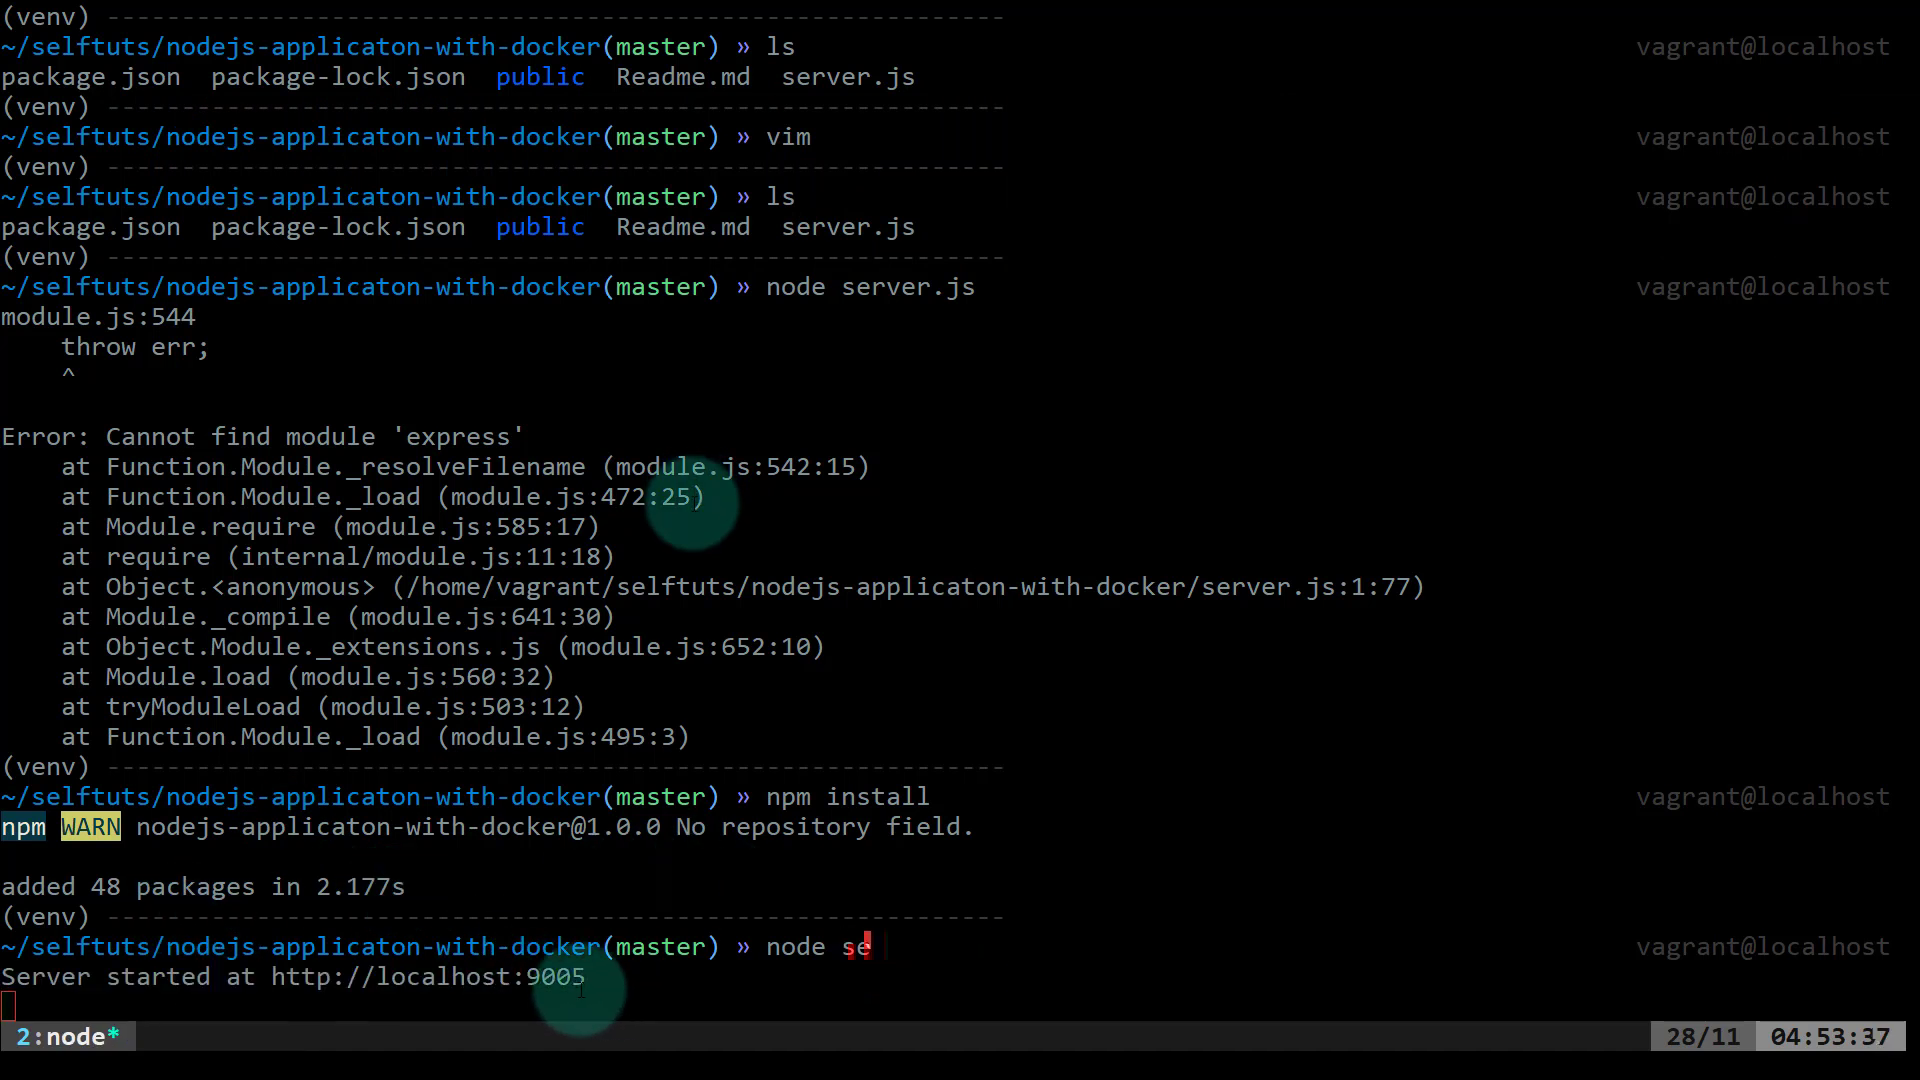 (venv) ------------------------------------------------------------
~/selftuts/nodejs-applicaton-with-docker(master) » ls vagrant@localhost
package.json package-lock.json public Readme.md server.js
(venv) ------------------------------------------------------------
~/selftuts/nodejs-applicaton-with-docker(master) » vim vagrant@localhost
(venv) ------------------------------------------------------------
~/selftuts/nodejs-applicaton-with-docker(master) » ls vagrant@localhost
package.json package-lock.json public Readme.md server.js
(venv) ------------------------------------------------------------
~/selftuts/nodejs-applicaton-with-docker(master) » node server.js vagrant@localhost
module.js:544
    throw err;
    ^
Error: Cannot find module 'express'
    at Function.Module._resolveFilename (module.js:542:15)
    at Function.Module._load (module.js:472:25)
    at Module.require (module.js:585:17)
    at require (internal/module.js:11:18)
    at Object.<anonymous> (/home/vagrant/selftuts/nodejs-applicaton-with-docker/server.js:1:77)
    at Module._compile (module.js:641:30)
    at Object.Module._extensions..js (module.js:652:10)
    at Module.load (module.js:560:32)
    at tryModuleLoad (module.js:503:12)
    at Function.Module._load (module.js:495:3)
(venv) ------------------------------------------------------------
~/selftuts/nodejs-applicaton-with-docker(master) » npm install vagrant@localhost
npm WARN nodejs-applicaton-with-docker@1.0.0 No repository field.
added 48 packages in 2.177s
(venv) ------------------------------------------------------------
~/selftuts/nodejs-applicaton-with-docker(master) » node se vagrant@localhost
Server started at http://localhost:9005
2:node* 28/11 04:53:37